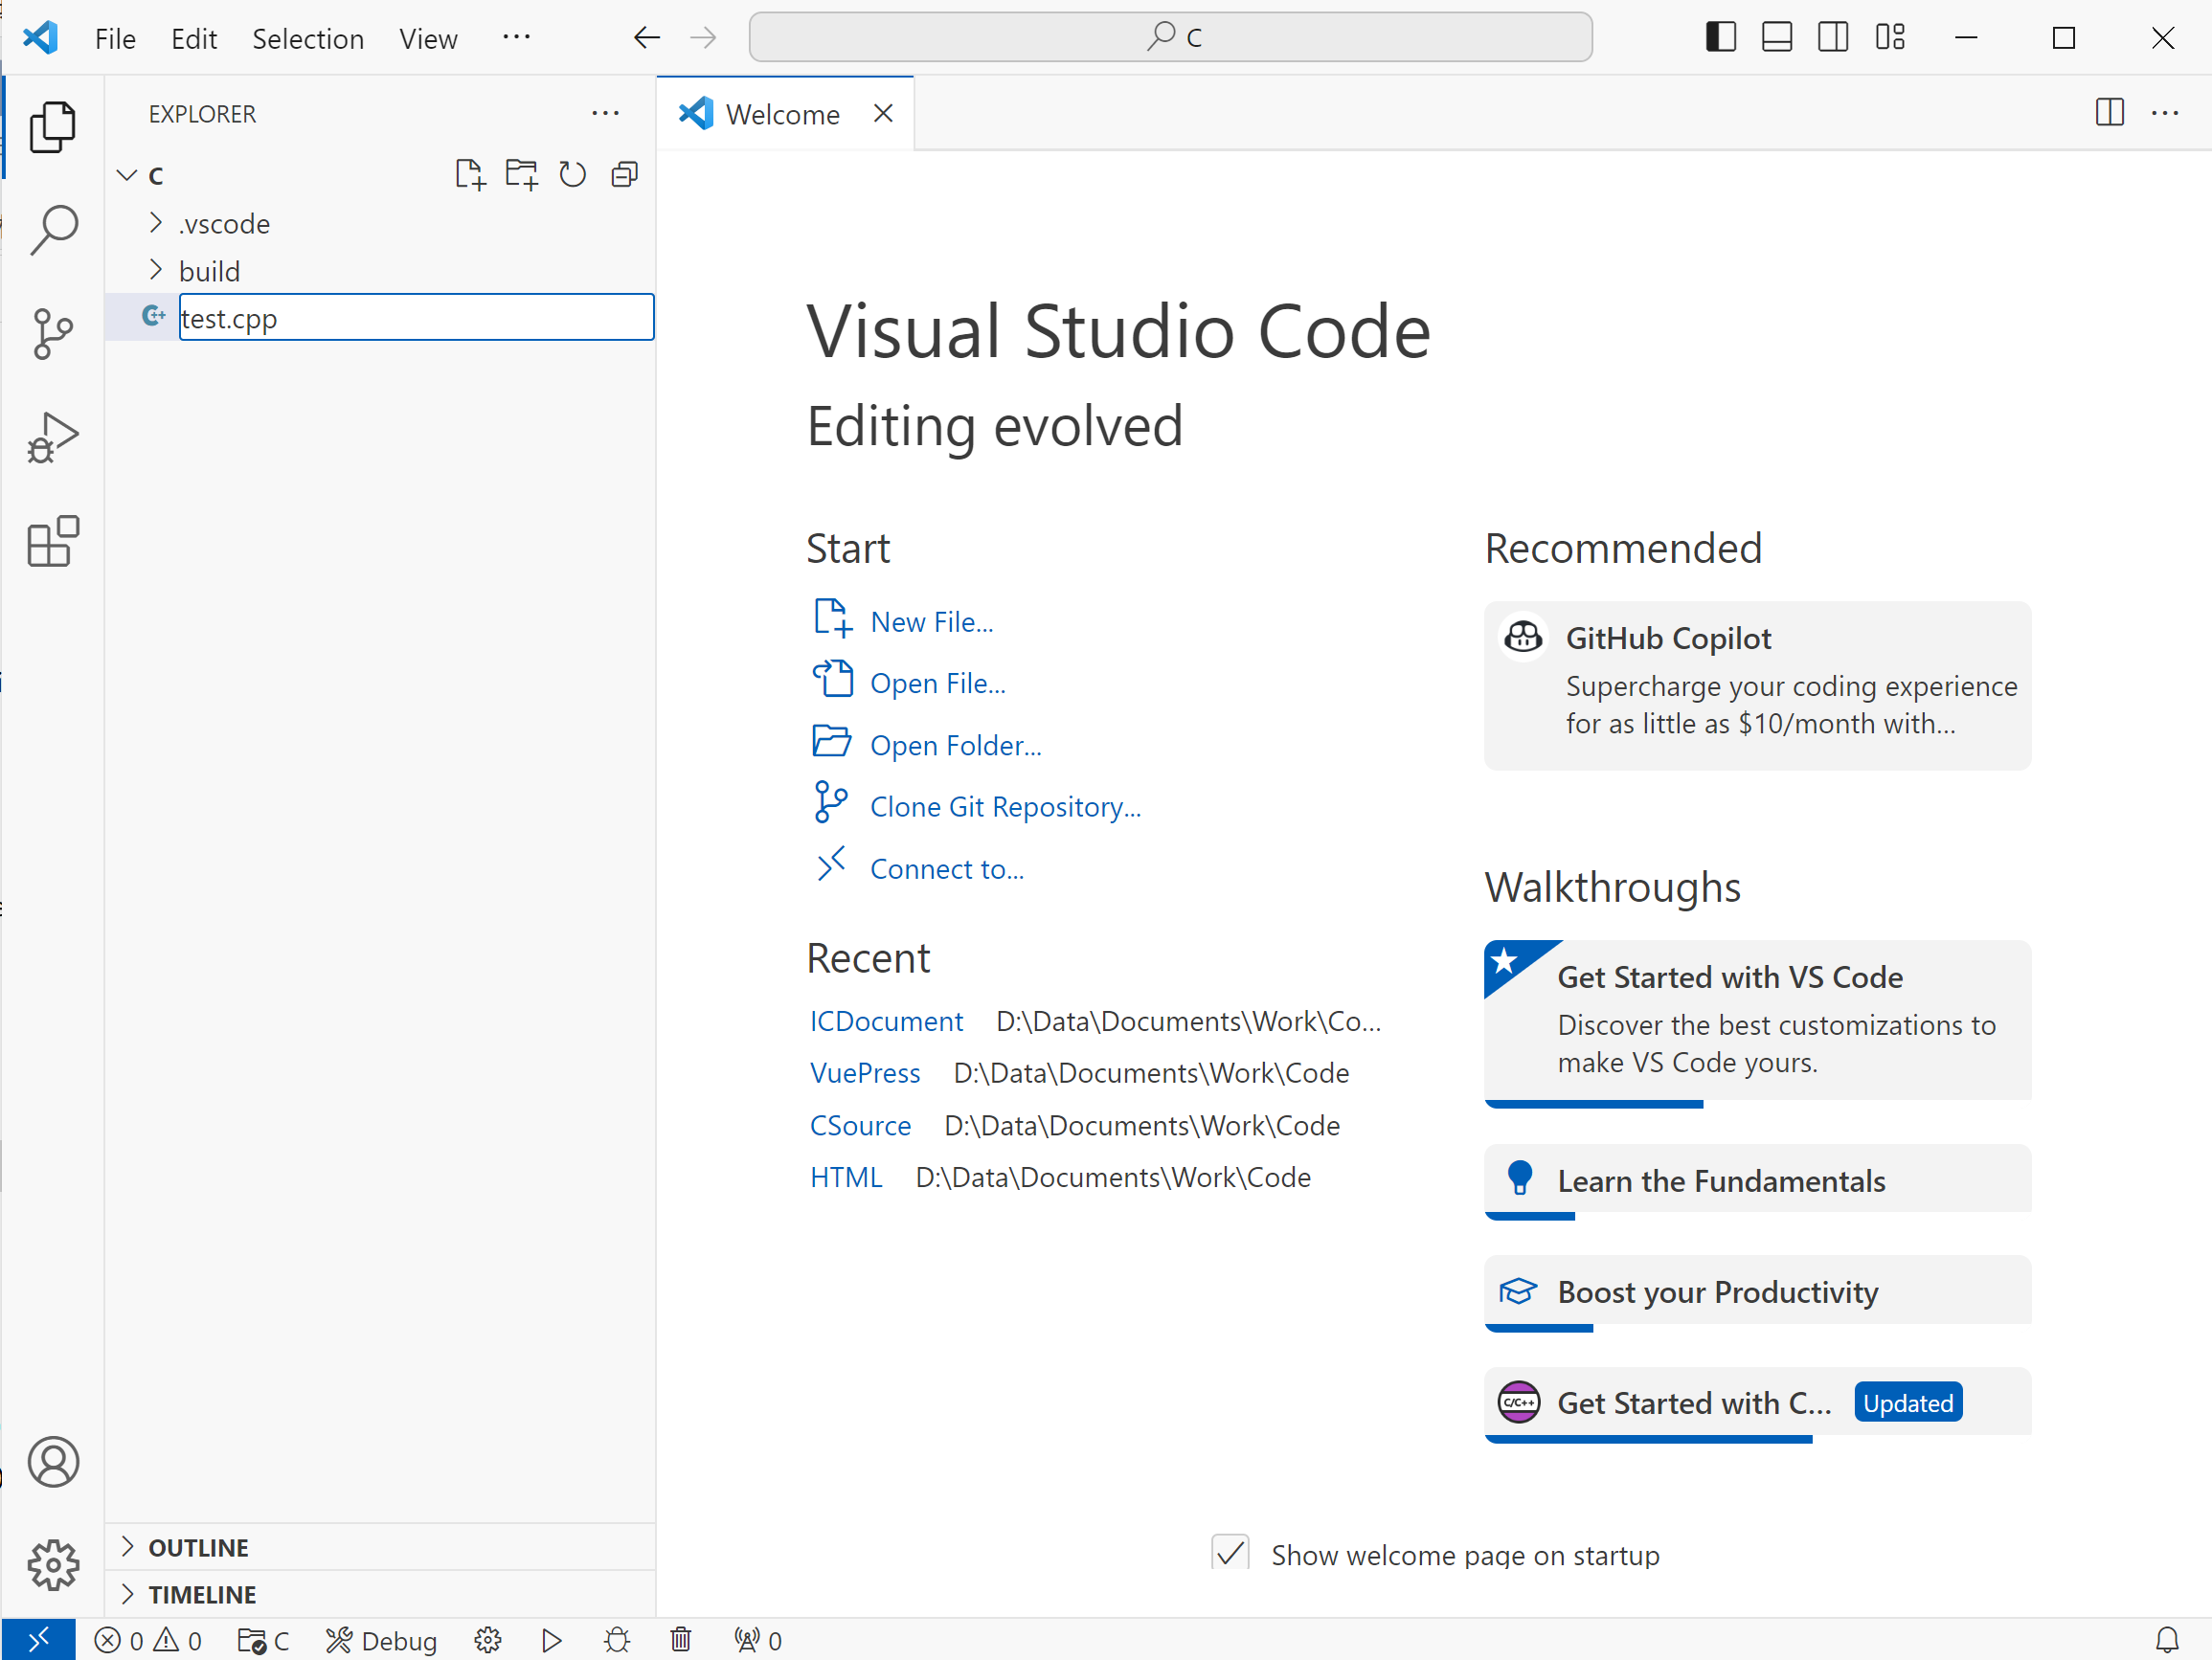 File Edit Selection View ···
C
EXPLORER
C
.vscode
build
test.cpp
OUTLINE
TIMELINE
Welcome
Visual Studio Code
Editing evolved
Start
New File...
Open File...
Open Folder...
Clone Git Repository...
Connect to...
Recent
ICDocument D:\Data\Documents\Work\Co...
VuePress D:\Data\Documents\Work\Code
CSource D:\Data\Documents\Work\Code
HTML D:\Data\Documents\Work\Code
Recommended
GitHub Copilot
Supercharge your coding experience
for as little as $10/month with...
Walkthroughs
Get Started with VS Code
Discover the best customizations to
make VS Code yours.
Learn the Fundamentals
Boost your Productivity
C/C++ Get Started with C... Updated
Show welcome page on startup
0 0 C Debug 0